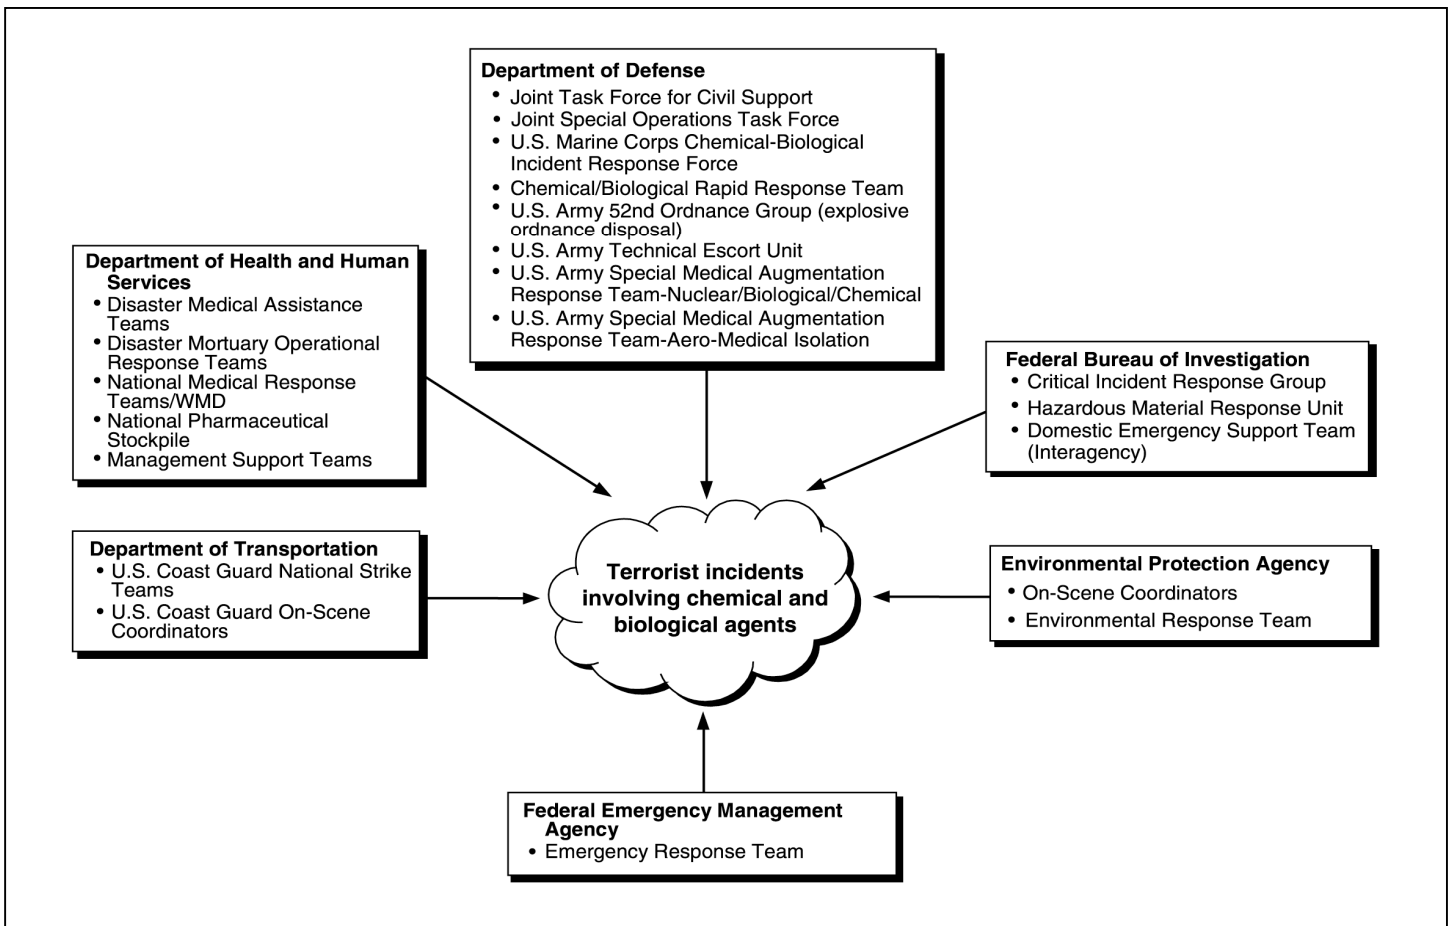 Department of Defense
• Joint Task Force for Civil Support
• Joint Special Operations Task Force
• U.S. Marine Corps Chemical-Biological
Incident Response Force
• Chemical/Biological Rapid Response Team
• U.S. Army 52nd Ordnance Group (explosive
ordnance disposal)
• U.S. Army Technical Escort Unit
• U.S. Army Special Medical Augmentation
Response Team-Nuclear/Biological/Chemical
• U.S. Army Special Medical Augmentation
Response Team-Aero-Medical Isolation
Department of Health and Human
Services
• Disaster Medical Assistance
Teams
• Disaster Mortuary Operational
Response Teams
• National Medical Response
Teams/WMD
• National Pharmaceutical
Stockpile
• Management Support Teams
Federal Bureau of Investigation
• Critical Incident Response Group
• Hazardous Material Response Unit
• Domestic Emergency Support Team
(Interagency)
Department of Transportation
• U.S. Coast Guard National Strike
Teams
• U.S. Coast Guard On-Scene
Coordinators
Terrorist incidents
involving chemical and
biological agents
Environmental Protection Agency
• On-Scene Coordinators
• Environmental Response Team
Federal Emergency Management
Agency
• Emergency Response Team